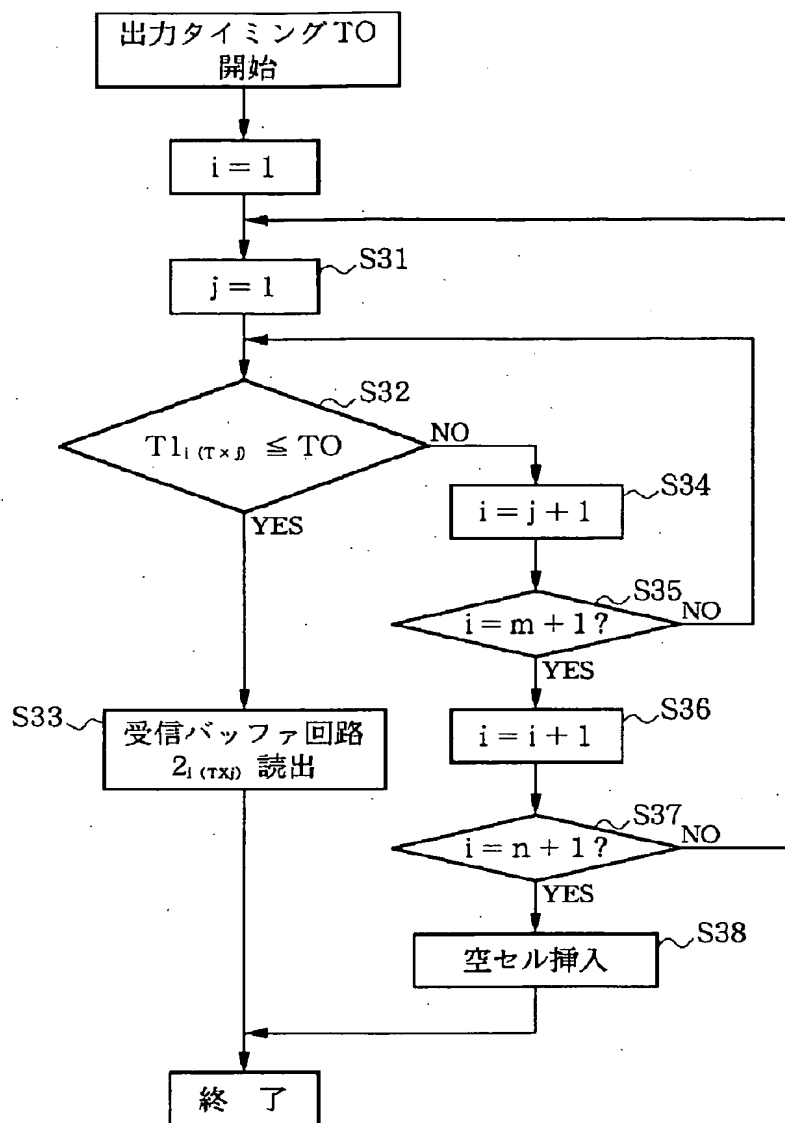 出力タイミングTO
開始
i = 1
j = 1
S31
T1i (T×j) ≦ TO
S32
NO
YES
i = j + 1
S34
i = m + 1 ?
S35
NO
YES
S33
受信バッファ回路
2i (TXj) 読出
i = i + 1
S36
i = n + 1 ?
S37
NO
YES
空セル挿入
S38
終 了